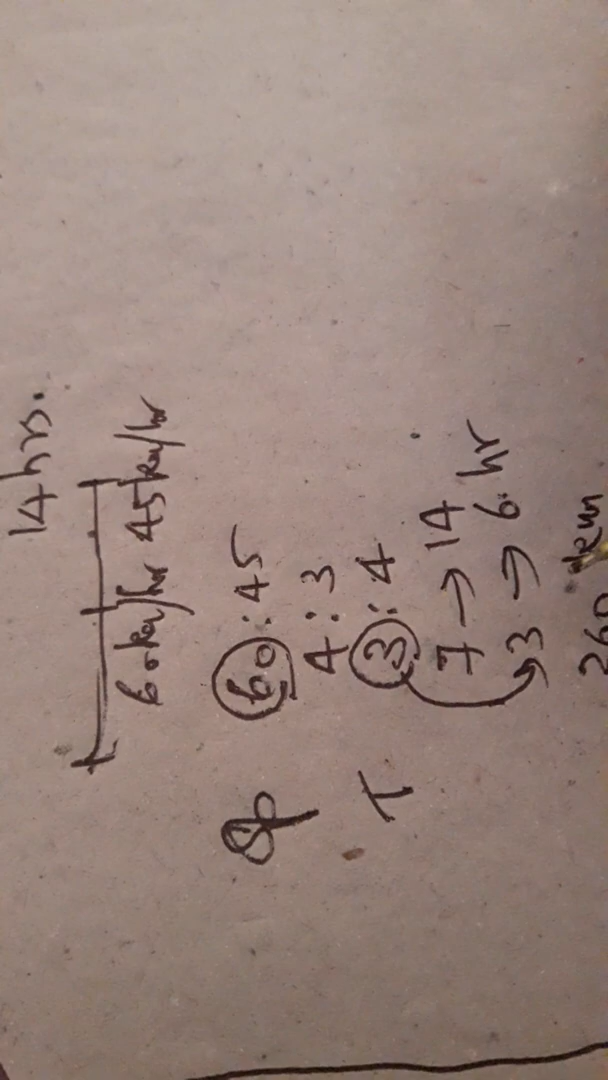 14 hrs.
60 km/hr 45 km/hr
Sp 60 : 45
4 : 3
T 3 : 4
7 → 14
3 → 6 hr